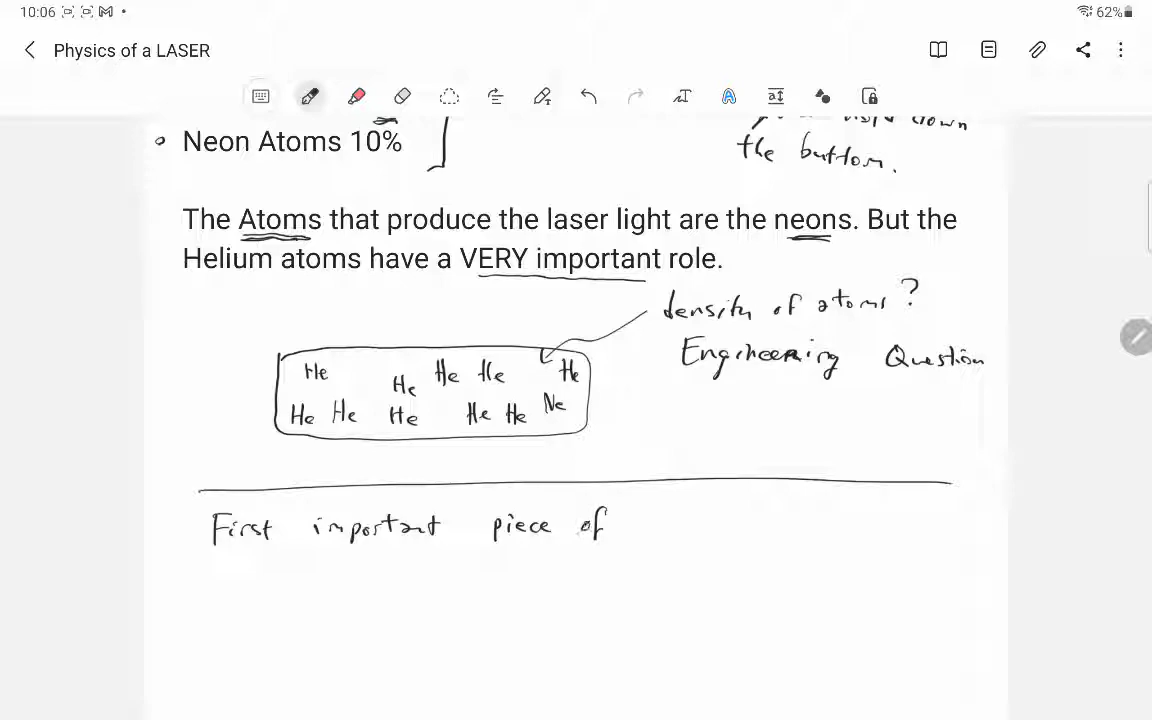 10:06 62%
Physics of a LASER
down
Neon Atoms 10%
the buttom.
The Atoms that produce the laser light are the neons. But the
Helium atoms have a VERY important role.
density of atoms?
Engineering Question
He He He He He
He He He He He Ne
First important piece of